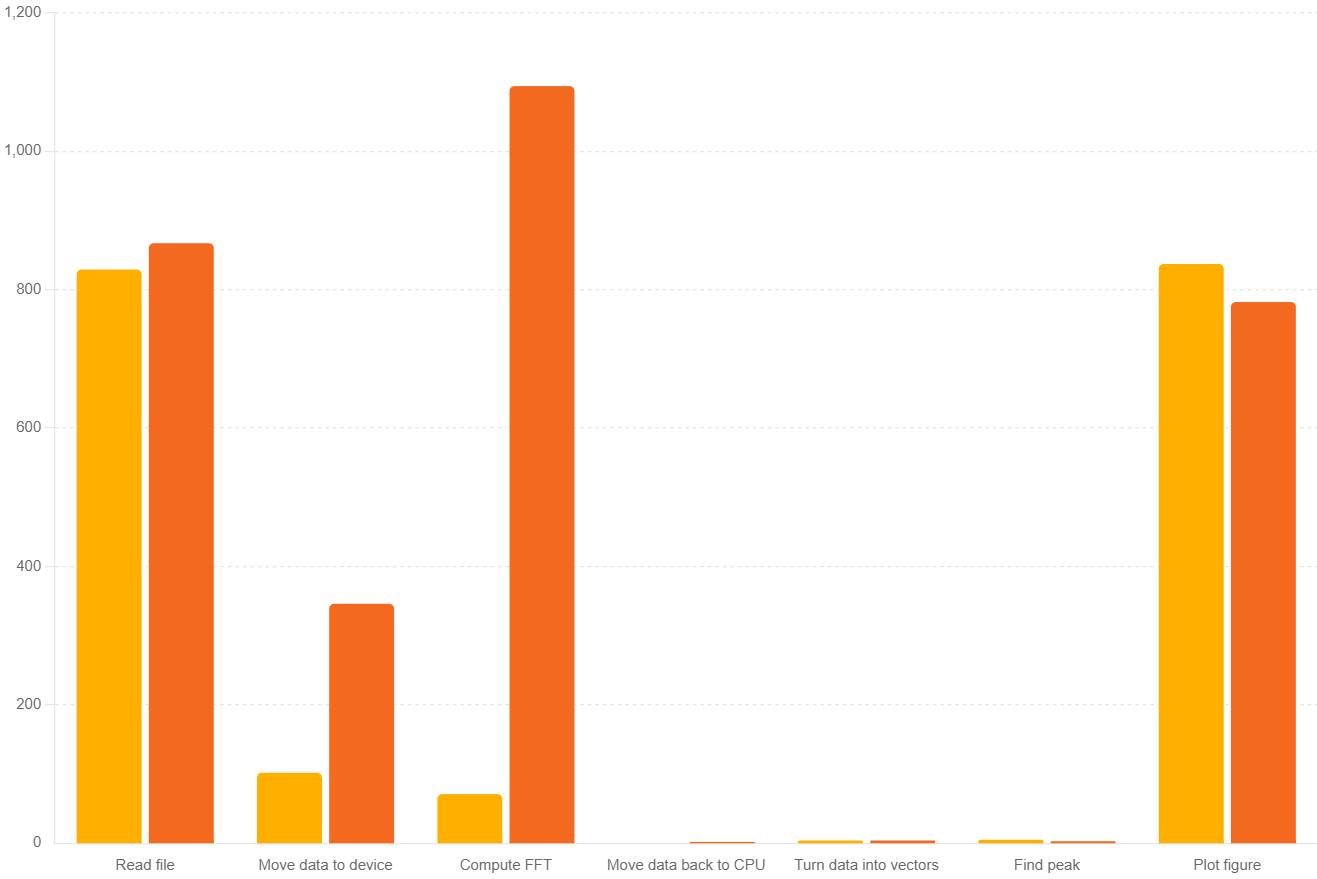 1,200
1,000
800
600
400
200
0
Read file
Move data to device
Compute FFT
Move data back to CPU
Turn data into vectors
Find peak
Plot figure